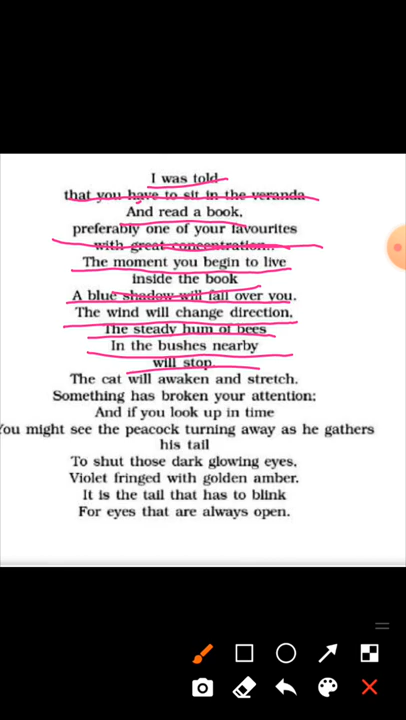 I was told
that you have to sit in the veranda
And read a book,
preferably one of your favourites
with great concentration..
The moment you begin to live
inside the book
A blue shadow will fall over you.
The wind will change direction,
The steady hum of bees
In the bushes nearby
will stop.
The cat will awaken and stretch.
Something has broken your attention;
And if you look up in time
You might see the peacock turning away as he gathers
his tail
To shut those dark glowing eyes,
Violet fringed with golden amber.
It is the tail that has to blink
For eyes that are always open.